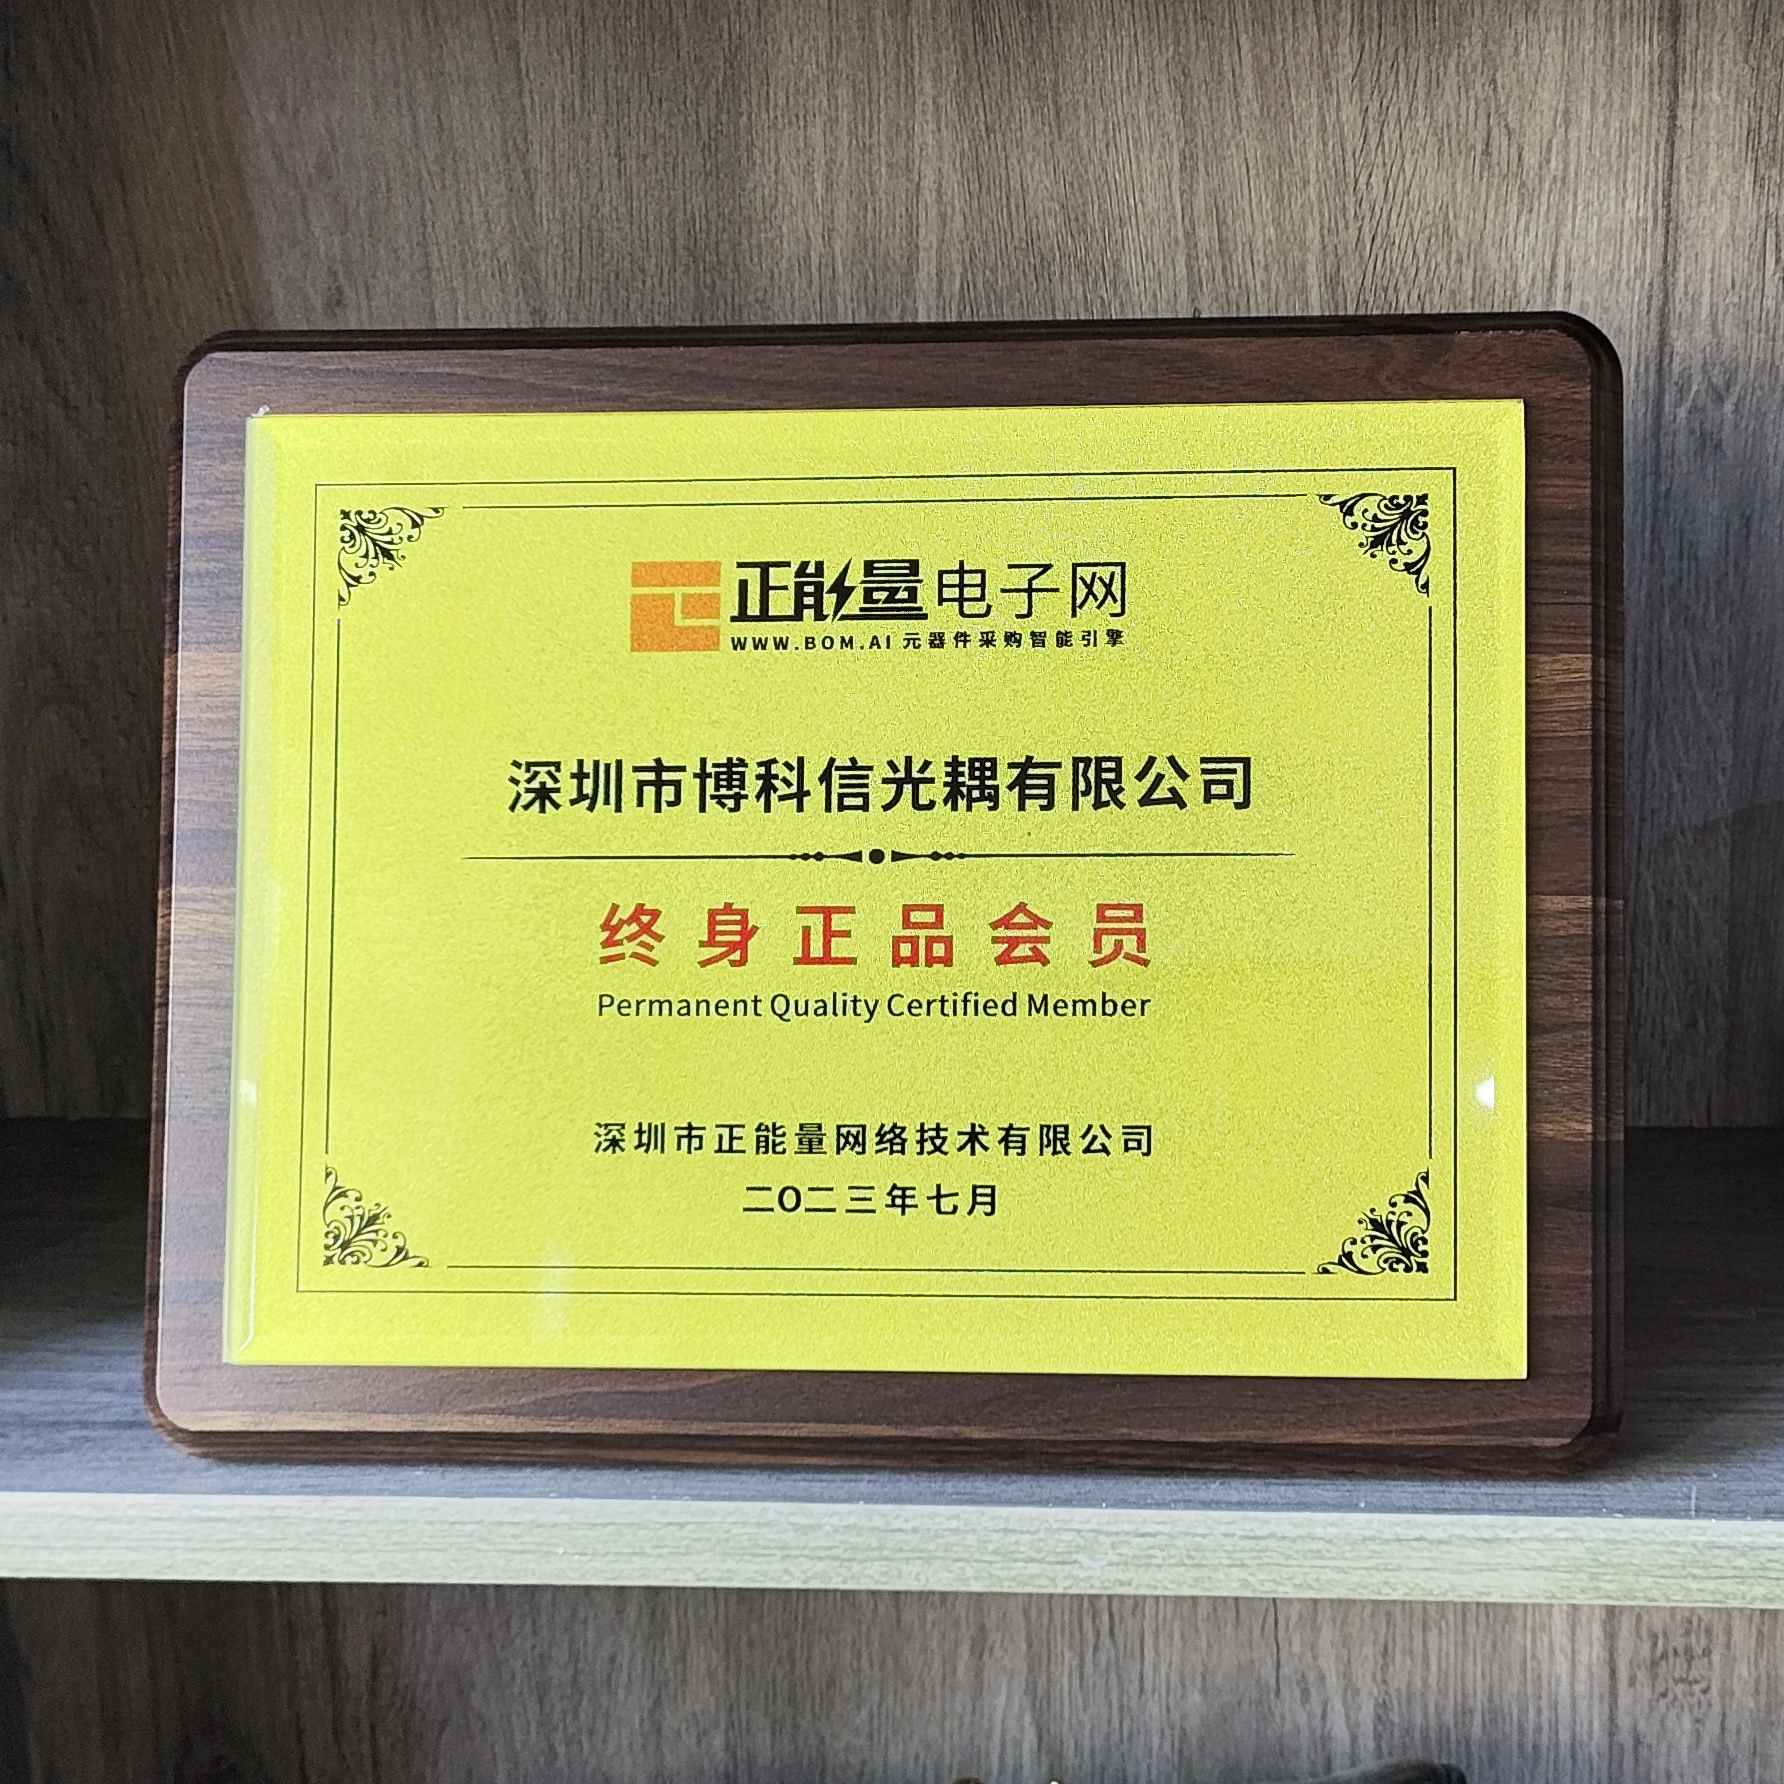 正能量电子网
WWW.BOM.AI 元器件采购智能引擎
深圳市博科信光耦有限公司
终身正品会员
Permanent Quality Certified Member
深圳市正能量网络技术有限公司
二O二三年七月